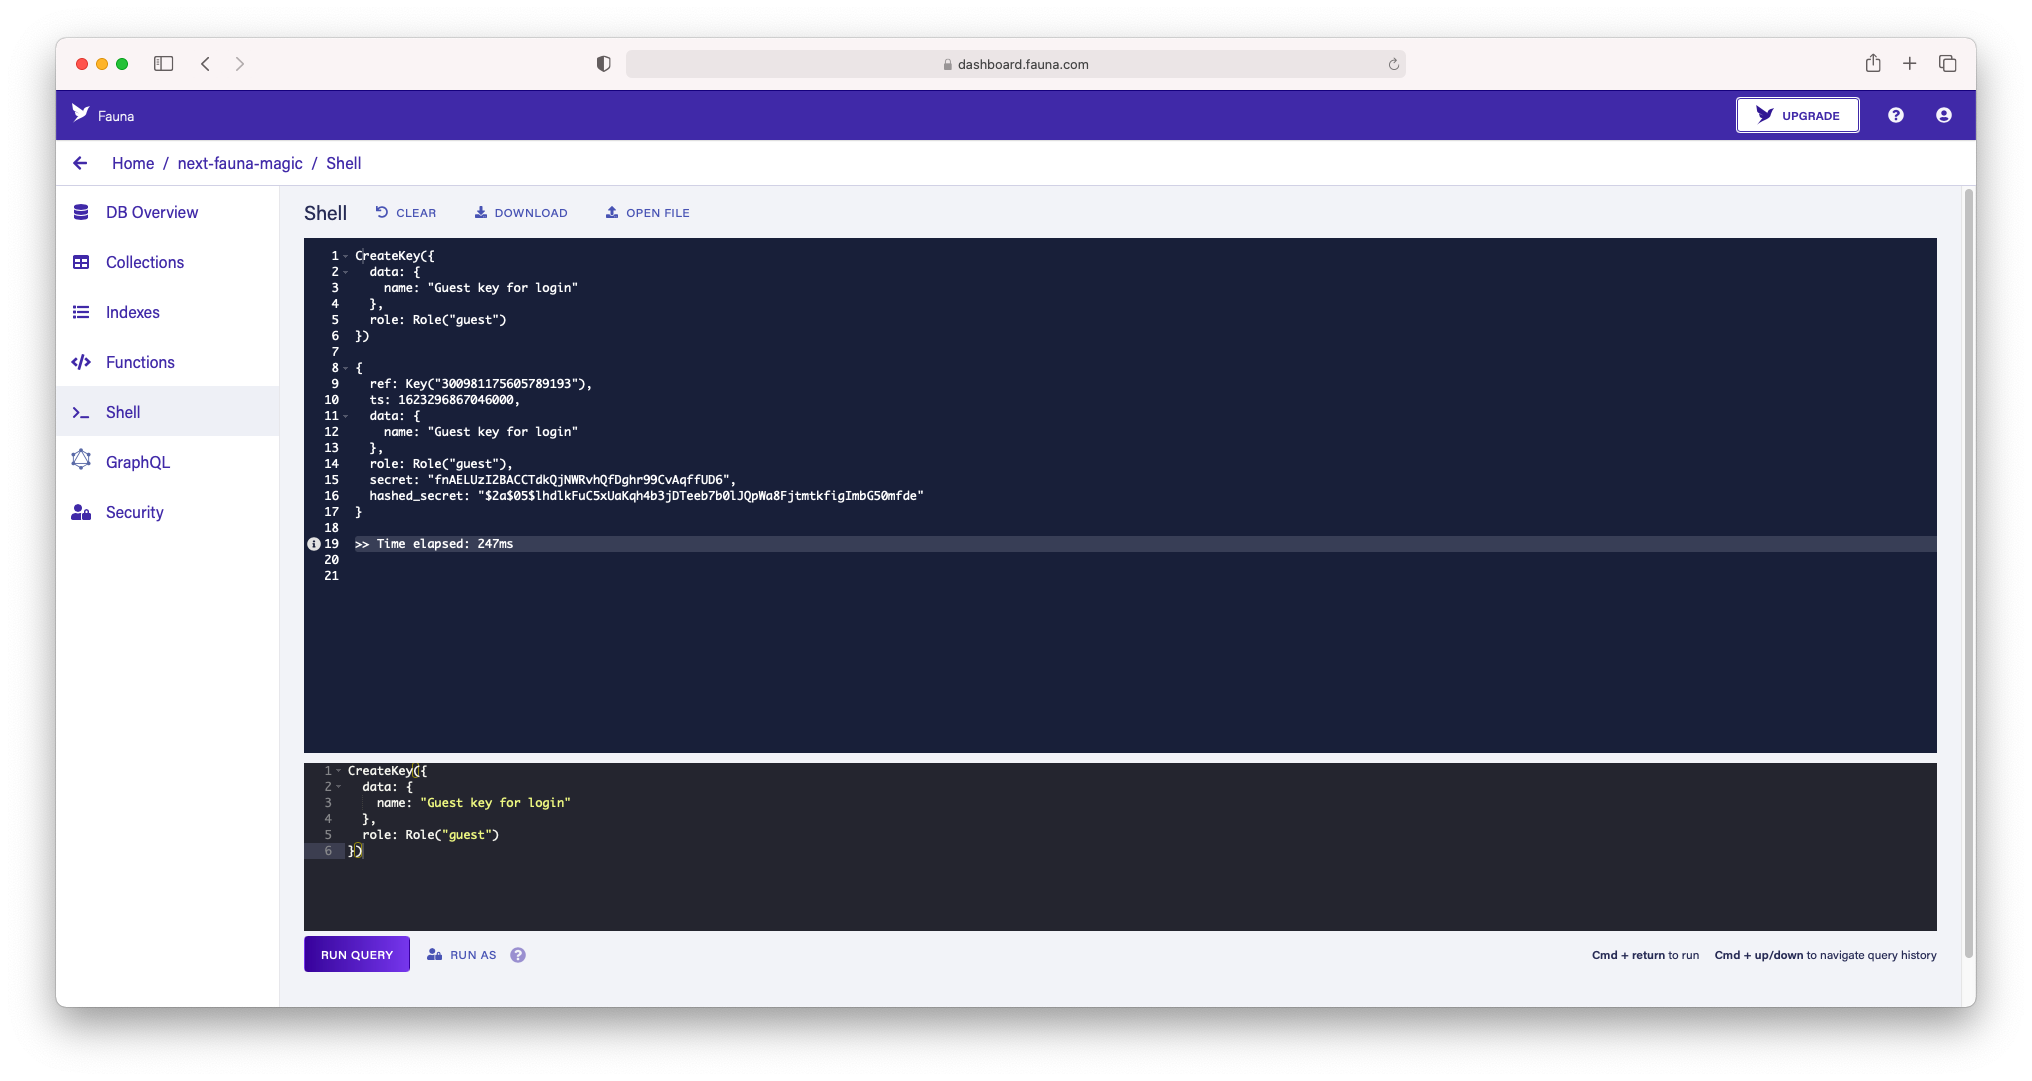 dashboard.fauna.com
Fauna
UPGRADE
Home / next-fauna-magic / Shell
DB Overview
Collections
Indexes
Functions
Shell
GraphQL
Security
Shell CLEAR DOWNLOAD OPEN FILE
1 CreateKey({
2 data: {
3 name: "Guest key for login"
4 },
5 role: Role("guest")
6 })
7
8 {
9 ref: Key("300981175605789193"),
10 ts: 1623296867046000,
11 data: {
12 name: "Guest key for login"
13 },
14 role: Role("guest"),
15 secret: "fnAELUzIZBACCTdkQjNWRvhQfDghr99CvAqffUD6",
16 hashed_secret: "$2a$05$lhdlkFuC5xUaKqh4b3jDTeeb7b0lJQpWa8FjtmtkfigImbG50mfde"
17 }
18
19 >> Time elapsed: 247ms
20
21
1 CreateKey({
2 data: {
3 name: "Guest key for login"
4 },
5 role: Role("guest")
6 })
RUN QUERY RUN AS ?
Cmd + return to run Cmd + up/down to navigate query history